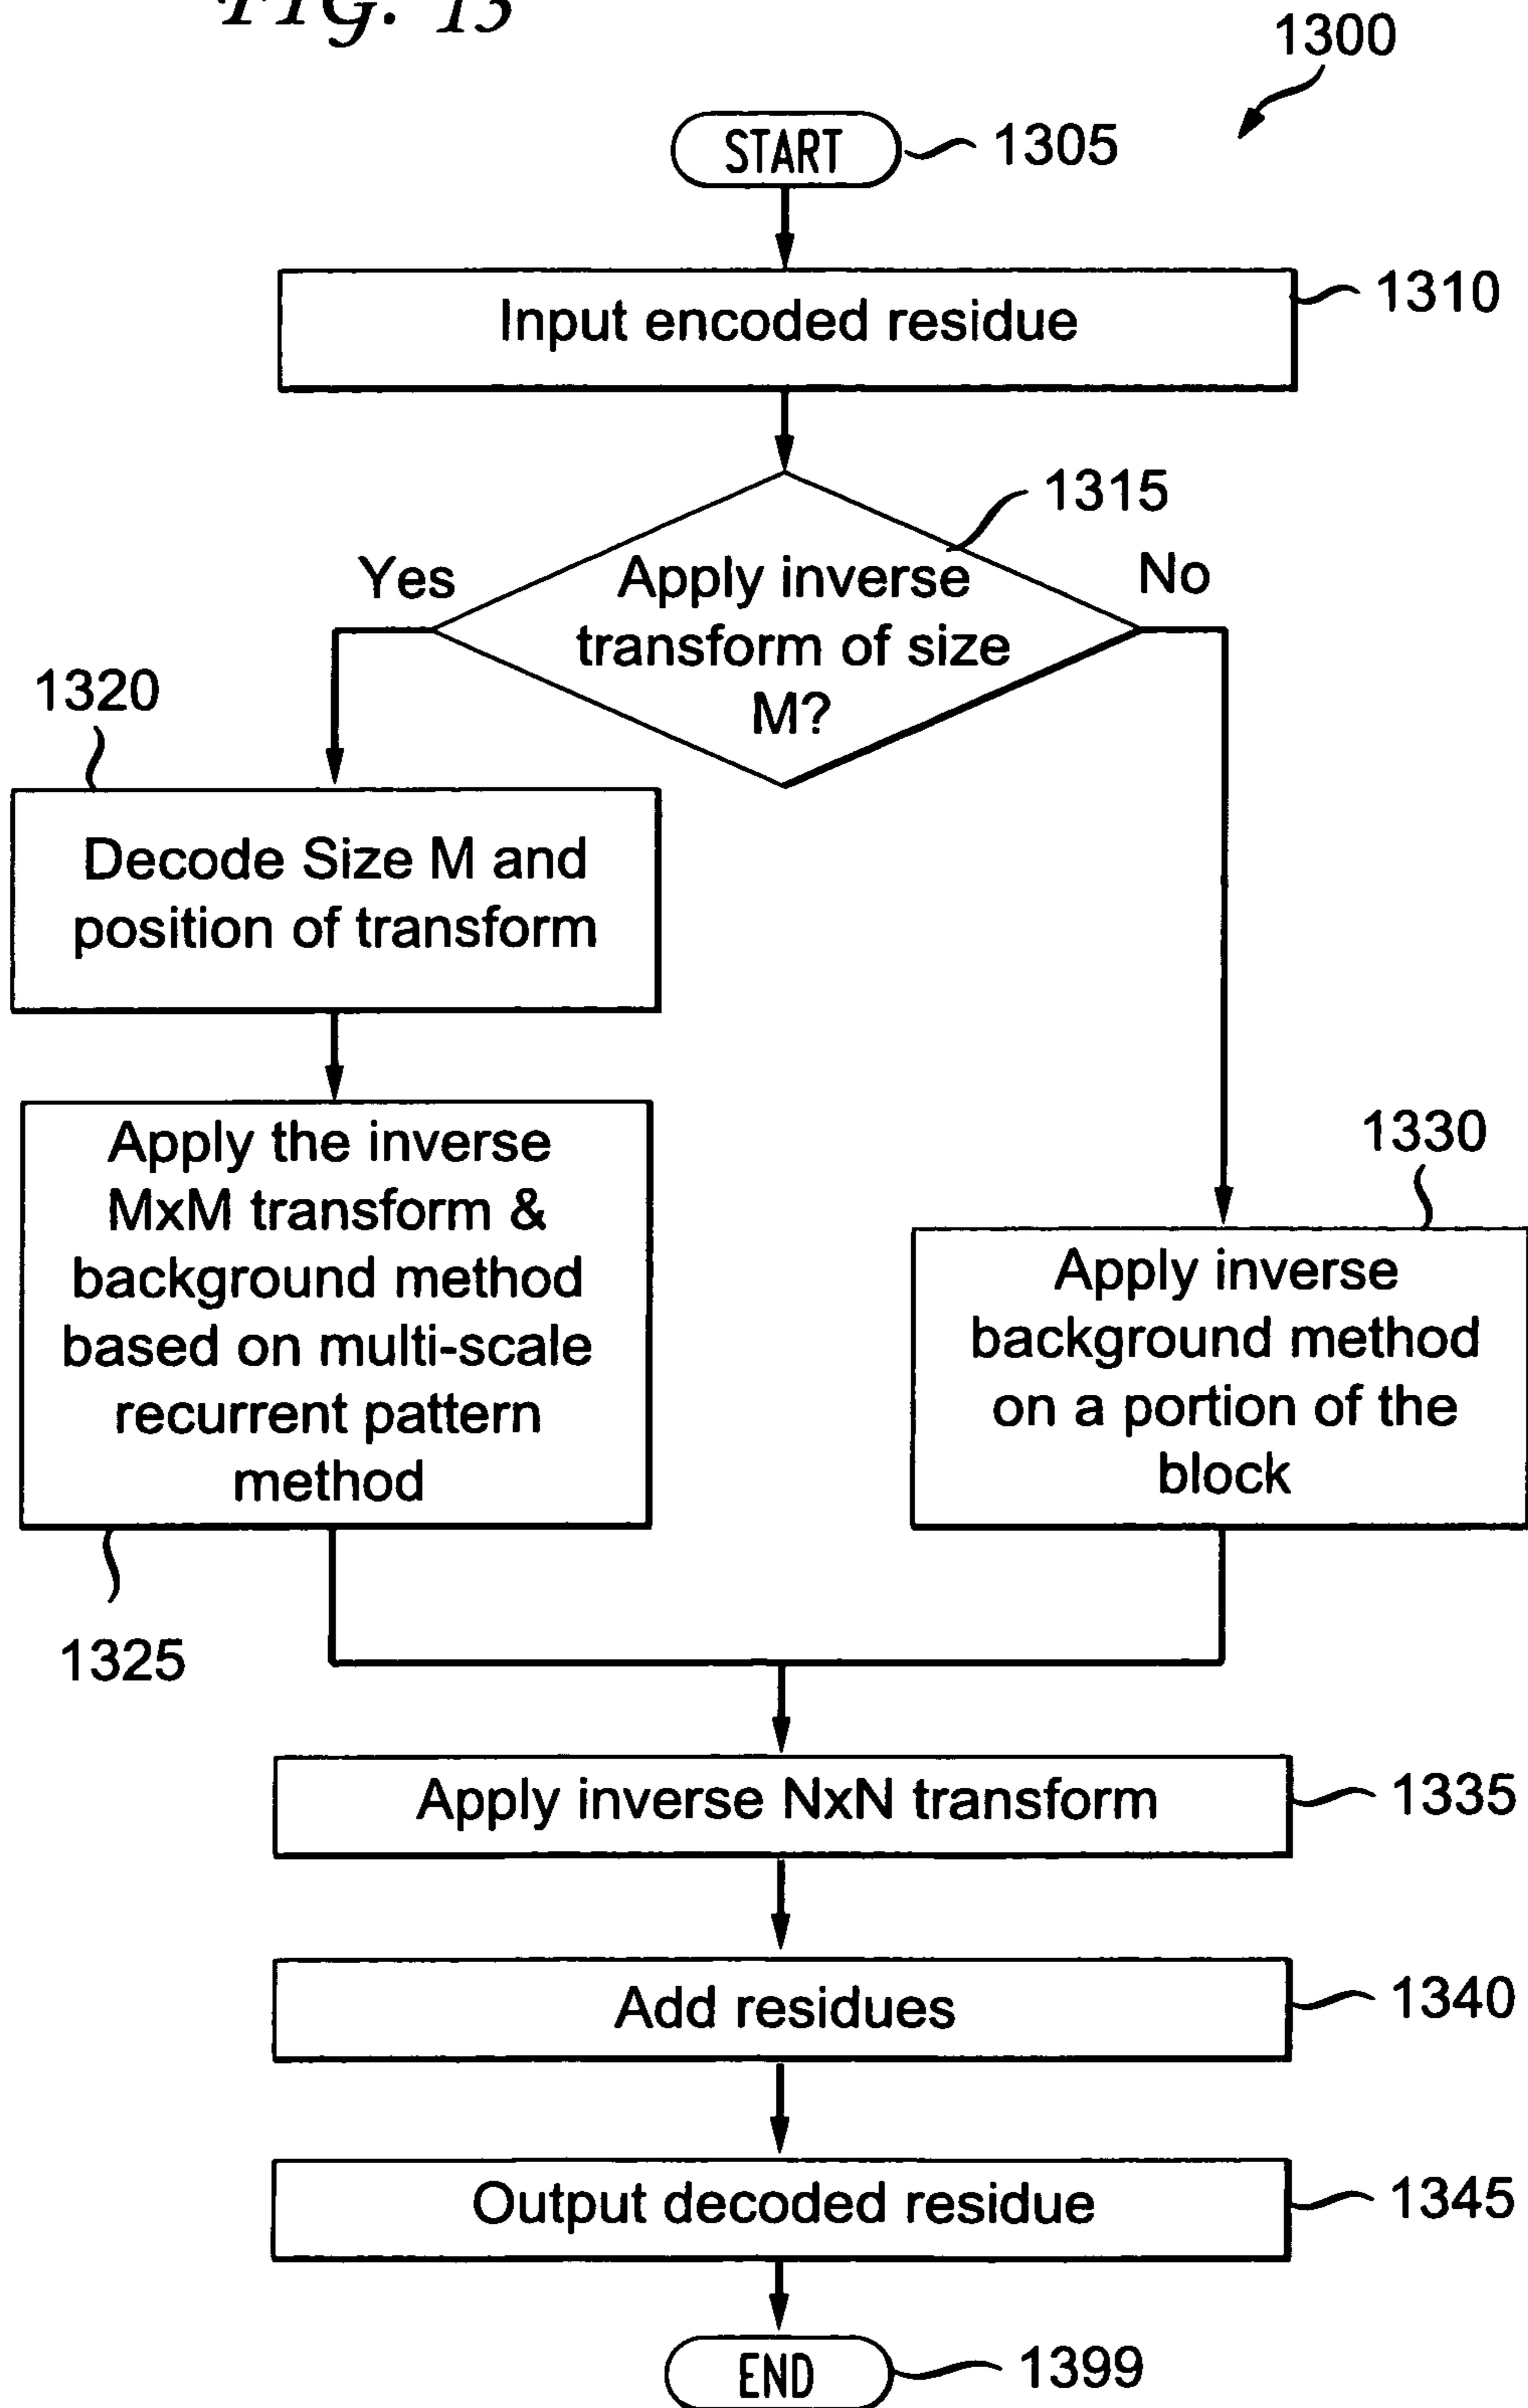 FIG. 13
1300
START
1305
Input encoded residue
1310
1315
Yes
Apply inverse
transform of size
M?
No
1320
Decode Size M and
position of transform
Apply the inverse
MxM transform &
background method
based on multi-scale
recurrent pattern
method
1325
1330
Apply inverse
background method
on a portion of the
block
Apply inverse NxN transform
1335
Add residues
1340
Output decoded residue
1345
END
1399